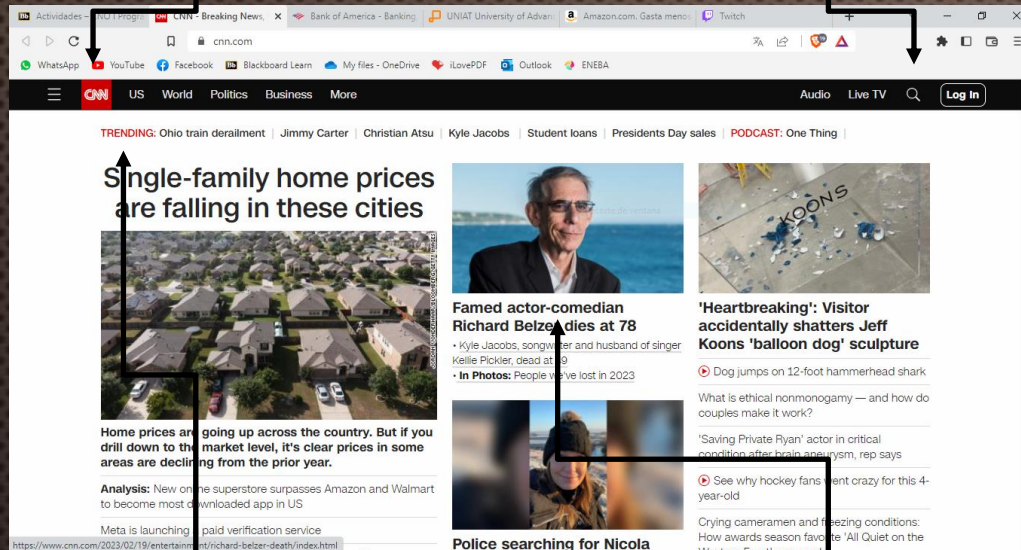 Actividades – CNN - Breaking News, Bank of America - Banking, UNIAT University of Advanc Amazon.com. Gasta menos Twitch
cnn.com
WhatsApp YouTube Facebook Blackboard Learn My files - OneDrive iLovePDF Outlook ENEBA
CNN US World Politics Business More Audio Live TV Log In
TRENDING: Ohio train derailment | Jimmy Carter | Christian Atsu | Kyle Jacobs | Student loans | Presidents Day sales | PODCAST: One Thing |
Single-family home prices
are falling in these cities
Home prices are going up across the country. But if you
drill down to the market level, it's clear prices in some
areas are declining from the prior year.
Analysis: New online superstore surpasses Amazon and Walmart
to become most downloaded app in US
Meta is launching paid verification service
https://www.cnn.com/2023/02/19/entertainment/richard-belzer-death/index.html
Famed actor-comedian
Richard Belzer dies at 78
• Kyle Jacobs, songwriter and husband of singer
Kellie Pickler, dead at 49
• In Photos: People we've lost in 2023
Police searching for Nicola
KOONS
'Heartbreaking': Visitor
accidentally shatters Jeff
Koons 'balloon dog' sculpture
Dog jumps on 12-foot hammerhead shark
What is ethical nonmonogamy — and how do
couples make it work?
'Saving Private Ryan' actor in critical
condition after brain aneurysm, rep says
See why hockey fans went crazy for this 4-
year-old
Crying cameramen and freezing conditions:
How awards season favorite 'All Quiet on the